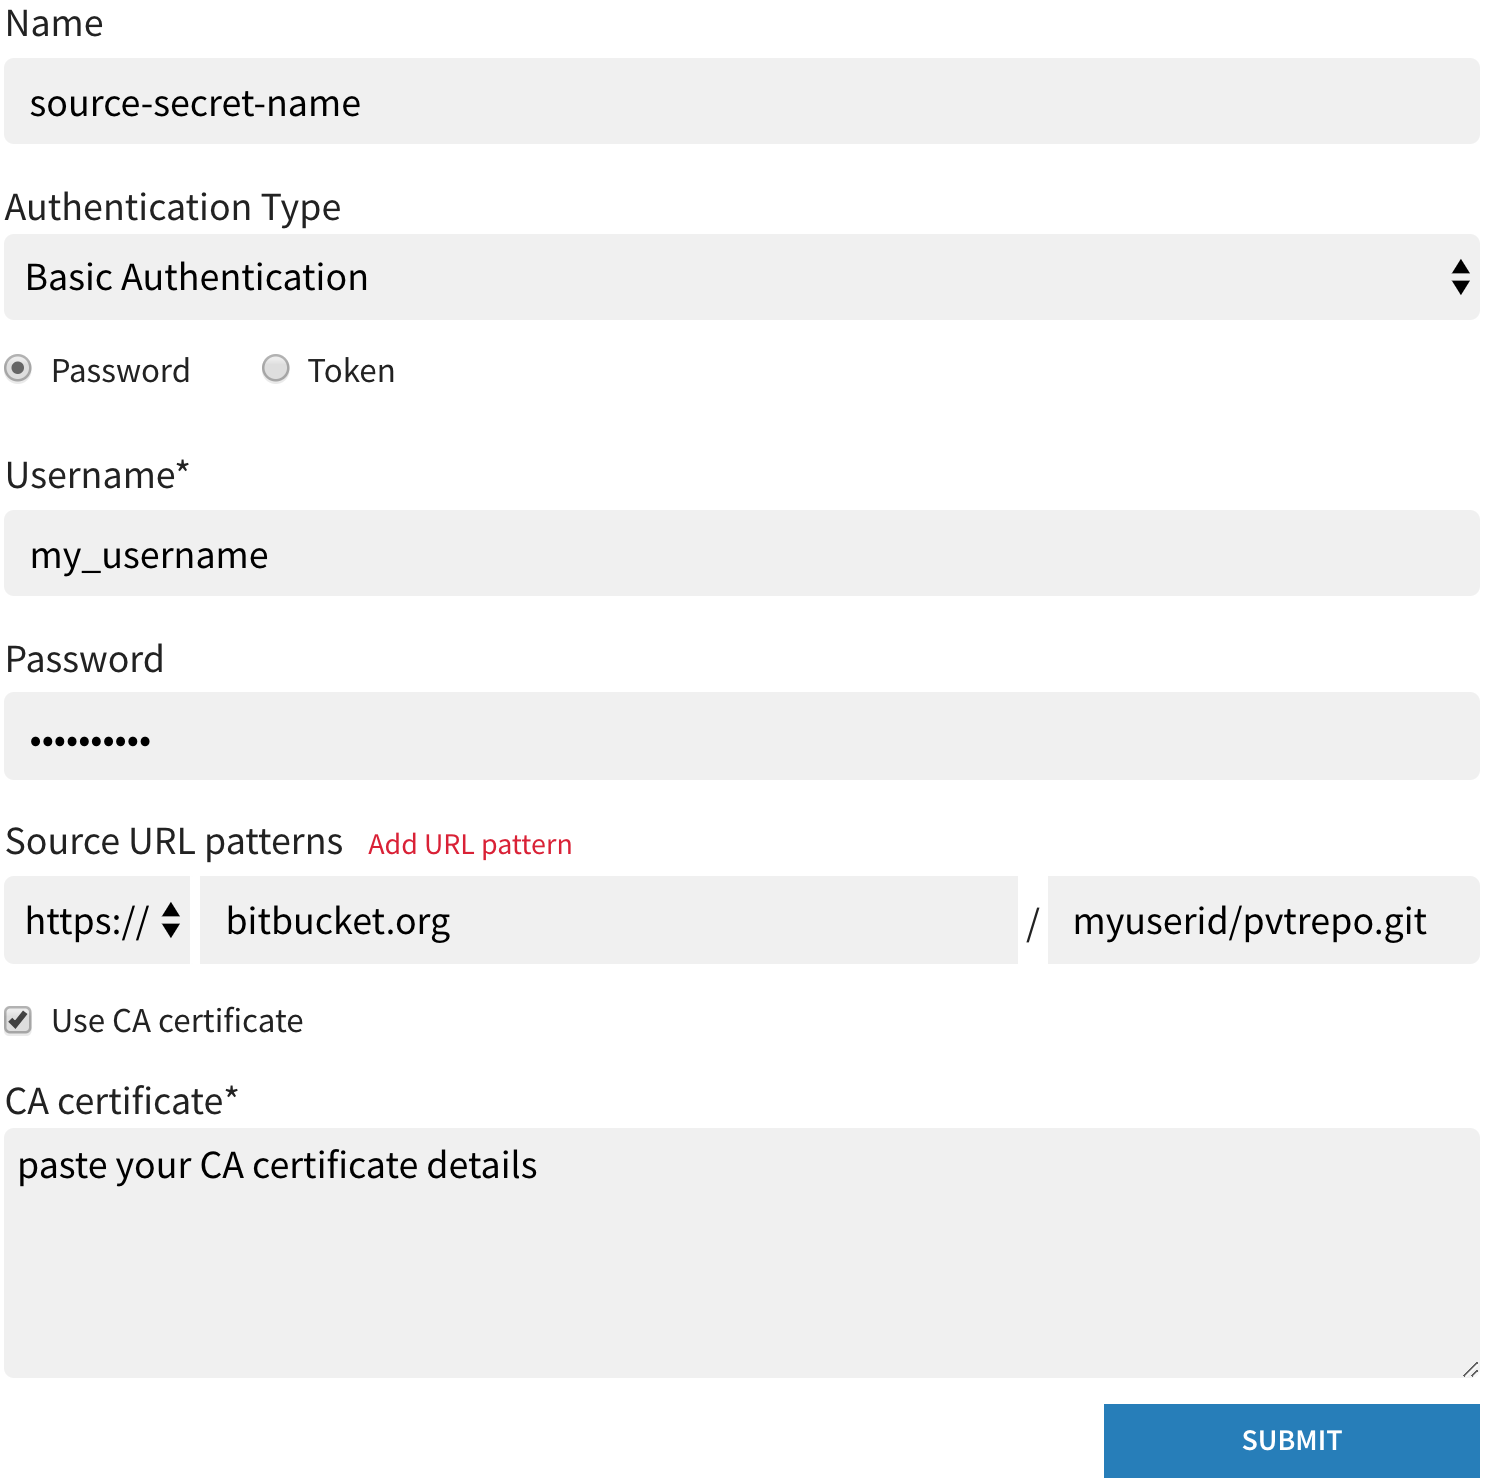 Name
source-secret-name
Authentication Type
Basic Authentication
Password Token
Username*
my_username
Password
••••••••••
Source URL patterns Add URL pattern
https:// bitbucket.org / myuserid/pvtrepo.git
Use CA certificate
CA certificate*
paste your CA certificate details
SUBMIT